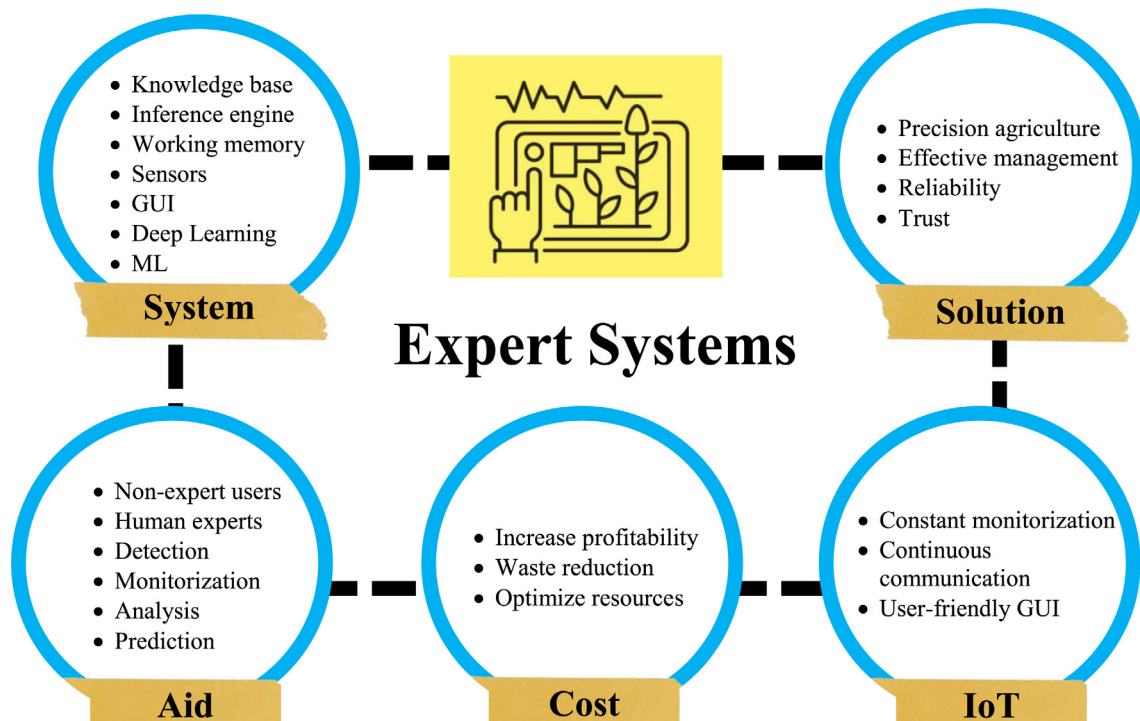 Knowledge base
Inference engine
Working memory
Sensors
GUI
Deep Learning
ML
System
Precision agriculture
Effective management
Reliability
Trust
Solution
Expert Systems
Non-expert users
Human experts
Detection
Monitorization
Analysis
Prediction
Aid
Increase profitability
Waste reduction
Optimize resources
Cost
Constant monitorization
Continuous
communication
User-friendly GUI
IoT